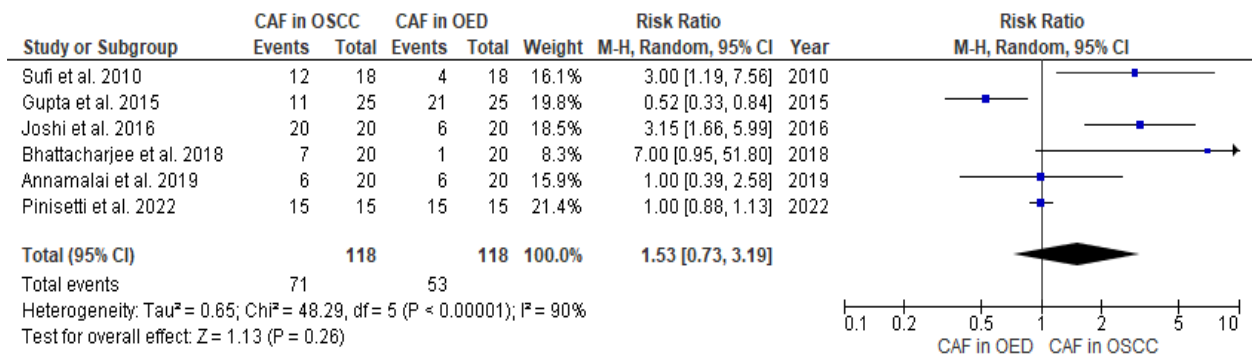 CAF in OSCC CAF in OED Risk Ratio Risk Ratio
Study or Subgroup Events Total Events Total Weight M-H, Random, 95% CI Year M-H, Random, 95% CI
Sufi et al. 2010 12 18 4 18 16.1% 3.00 [1.19, 7.56] 2010
Gupta et al. 2015 11 25 21 25 19.8% 0.52 [0.33, 0.84] 2015
Joshi et al. 2016 20 20 6 20 18.5% 3.15 [1.66, 5.99] 2016
Bhattacharjee et al. 2018 7 20 1 20 8.3% 7.00 [0.95, 51.80] 2018
Annamalai et al. 2019 6 20 6 20 15.9% 1.00 [0.39, 2.58] 2019
Pinisetti et al. 2022 15 15 15 15 21.4% 1.00 [0.88, 1.13] 2022
Total (95% CI) 118 118 100.0% 1.53 [0.73, 3.19]
Total events 71 53
Heterogeneity: Tau² = 0.65; Chi² = 48.29, df = 5 (P < 0.00001); I² = 90%
Test for overall effect: Z = 1.13 (P = 0.26)
0.1 0.2 0.5 1 2 5 10
CAF in OED CAF in OSCC